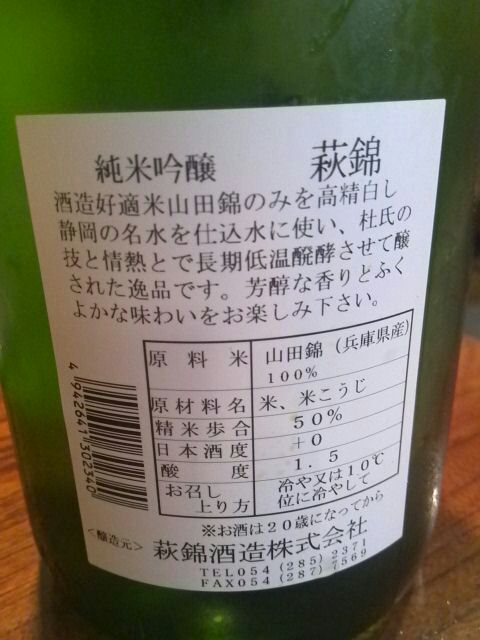 純米吟醸　萩錦
酒造好適米山田錦のみを高精白し
静岡の名水を仕込水に使い、杜氏の
技と情熱とで長期低温醗酵させて醸
された逸品です。芳醇な香りとふく
よかな味わいをお楽しみ下さい。
原料米　山田錦（兵庫県産）
100%
原材料名　米、米こうじ
精米歩合　50%
日本酒度　+0
酸度　1.5
お召し　冷や又は10℃
上り方　位に冷やして
4942641302340
※お酒は20歳になってから
<醸造元>　萩錦酒造株式会社
TEL054（285）2371
FAX054（287）7569